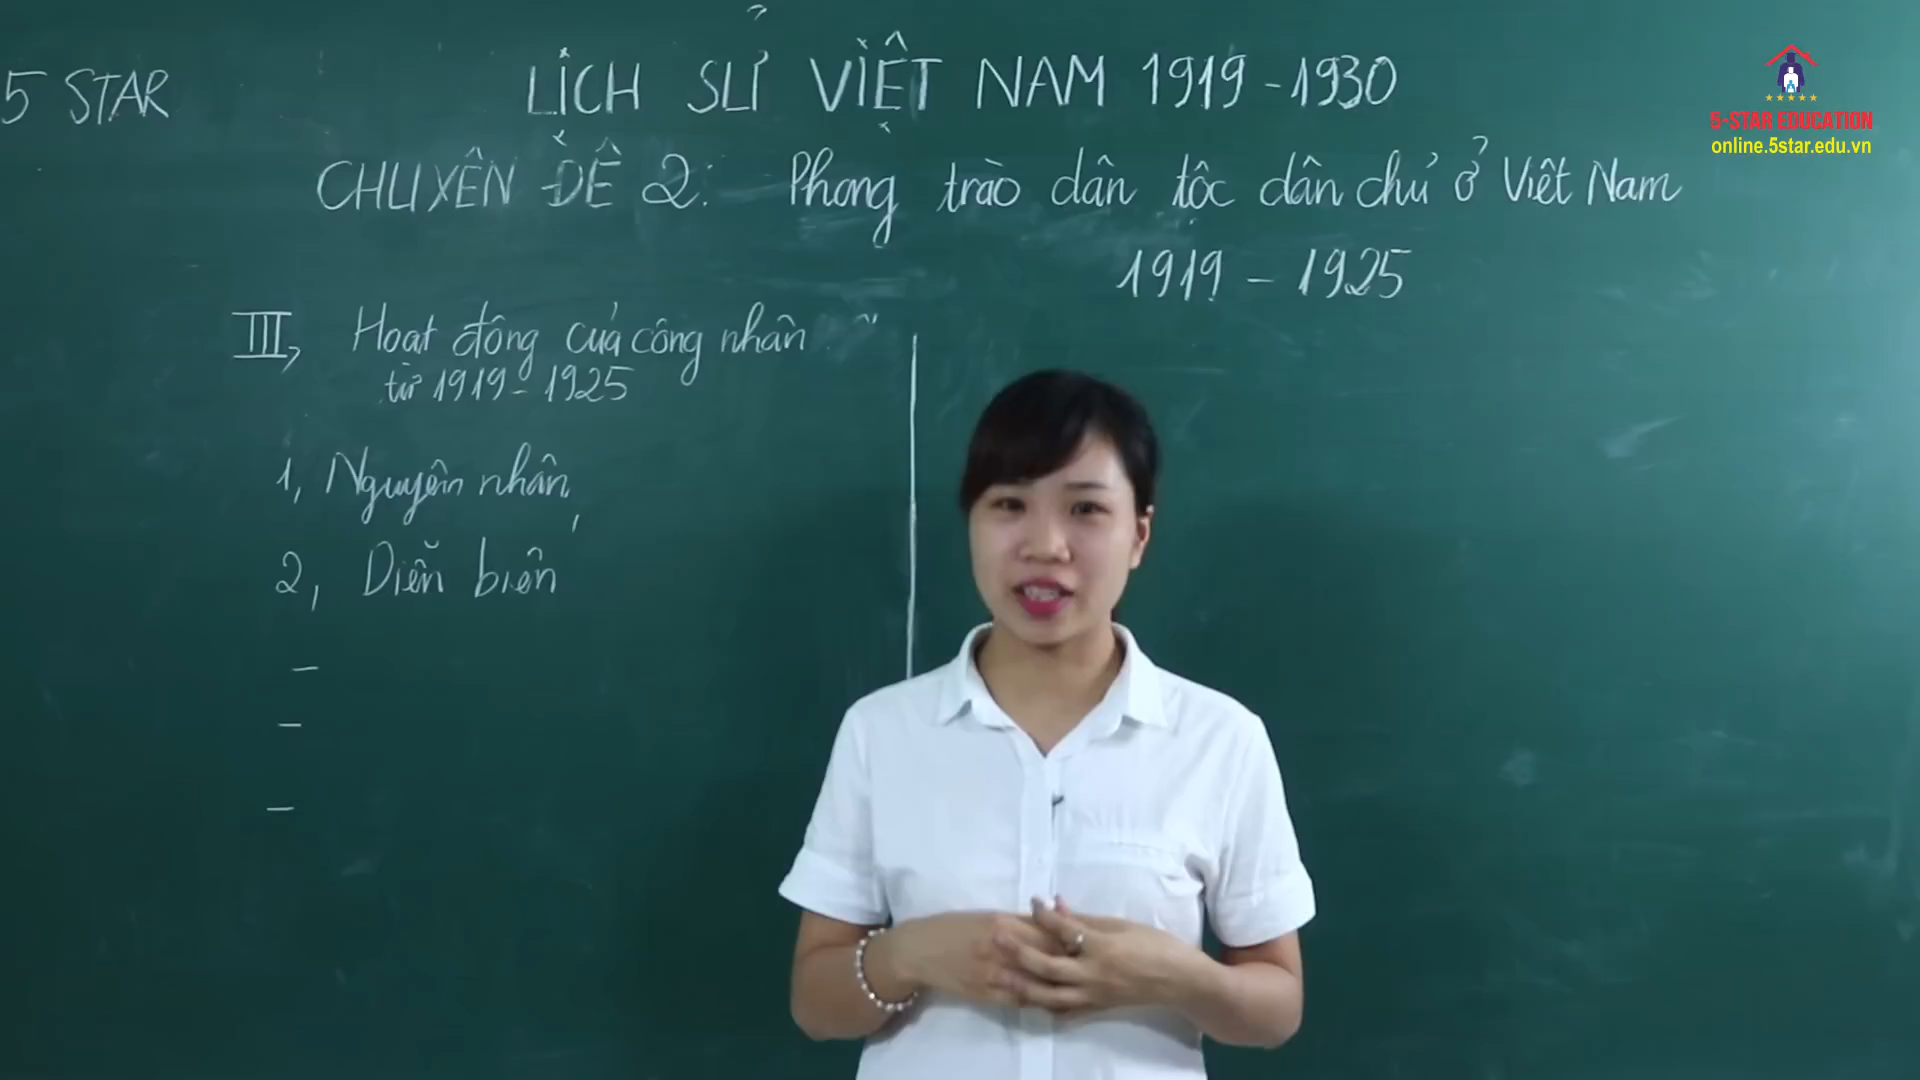 5 STAR
LỊCH SỬ VIỆT NAM 1919 - 1930
CHUYÊN ĐỀ 2: Phong trào dân tộc dân chủ ở Việt Nam
1919 - 1925
III, Hoạt động của công nhân
từ 1919 - 1925
1, Nguyên nhân
2, Diễn biến
-
-
-
5-STAR EDUCATION
online.5star.edu.vn